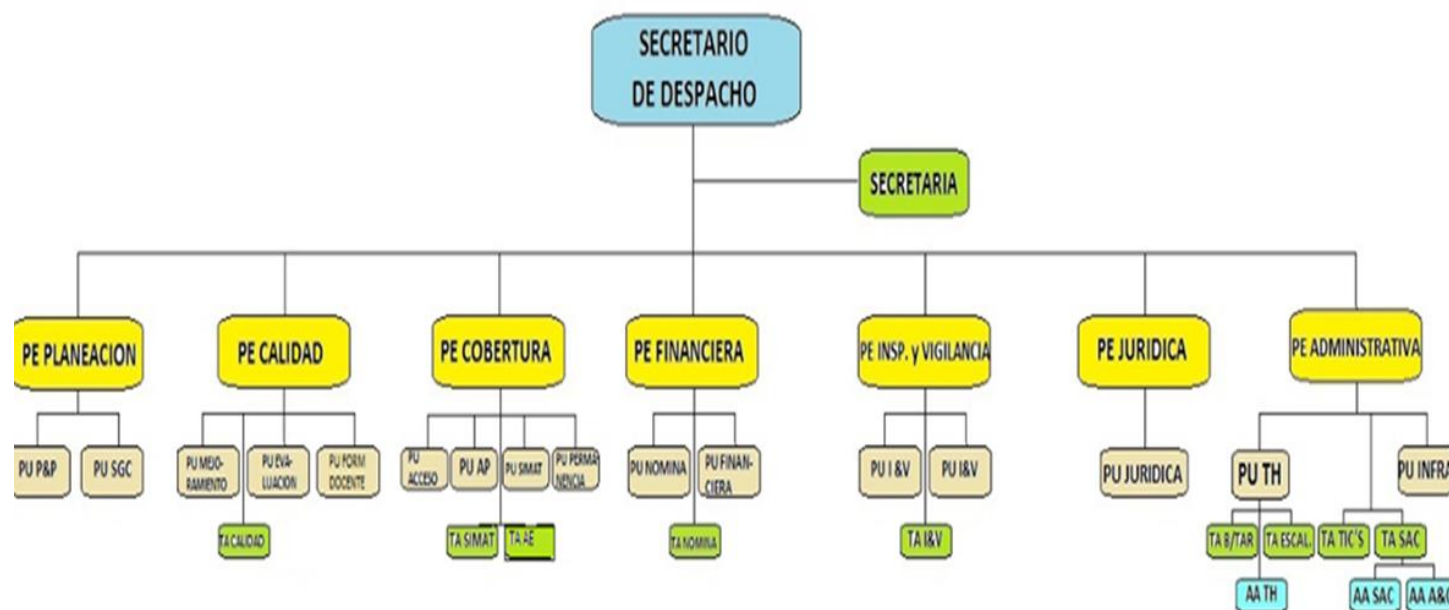 SECRETARIO
DE DESPACHO
SECRETARIA
PE PLANEACION
PE CALIDAD
PE COBERTURA
PE FINANCIERA
PE INSP. y VIGILANCIA
PE JURIDICA
PE ADMINISTRATIVA
PU P&P
PU SGC
PU MEJO-
RAMIENTO
PU EVA-
LUACION
PU FORM
DOCENTE
PU
ACCESO
PU AP
PU SIMAT
PU PERMA
NENCIA
PU NOMINA
PU FINAN-
CIERA
PU I &V
PU I&V
PU JURIDICA
PU TH
PU INFRA
TA CALIDAD
TA SIMAT
TA AE
TA NOMINA
TA I&V
TA B/TAR
TA ESCAL.
TA TIC'S
TA SAC
AA TH
AA SAC